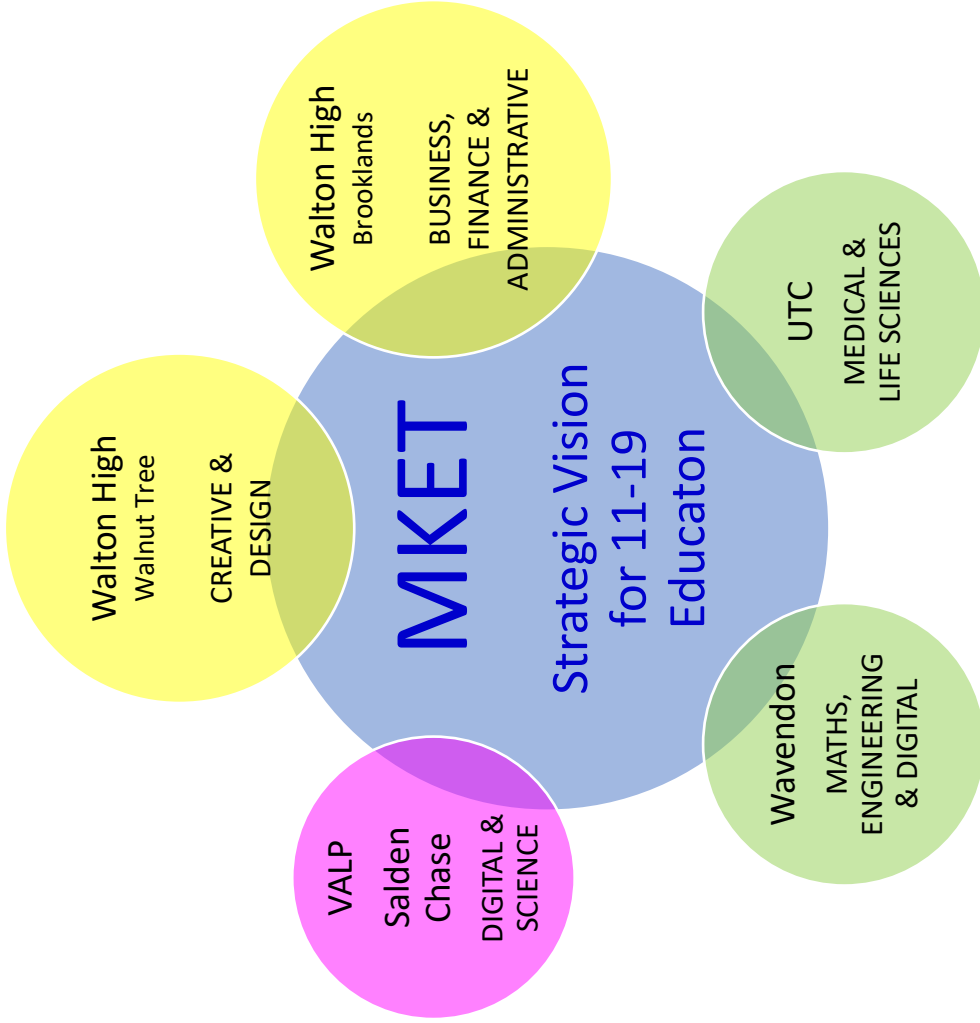 MKET
Strategic Vision
for 11-19
Educaton
Walton High
Walnut Tree
CREATIVE &
DESIGN
Walton High
Brooklands
BUSINESS,
FINANCE &
ADMINISTRATIVE
UTC
MEDICAL &
LIFE SCIENCES
Wavendon
MATHS,
ENGINEERING
& DIGITAL
VALP
Salden
Chase
DIGITAL &
SCIENCE